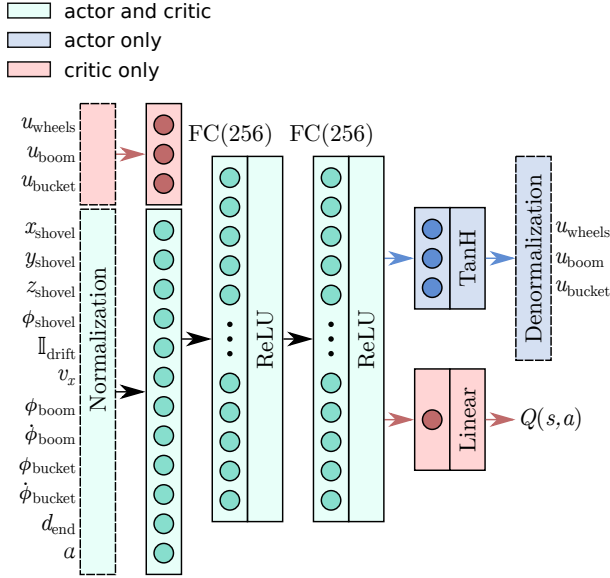 actor and critic
actor only
critic only
u_wheels
u_boom
u_bucket
x_shovel
y_shovel
z_shovel
ϕ_shovel
𝕀_drift
v_x
ϕ_boom
ϕ̇_boom
ϕ_bucket
ϕ̇_bucket
d_end
a
Normalization
FC(256)
ReLU
FC(256)
ReLU
TanH
Denormalization
u_wheels
u_boom
u_bucket
Linear
Q(s,a)